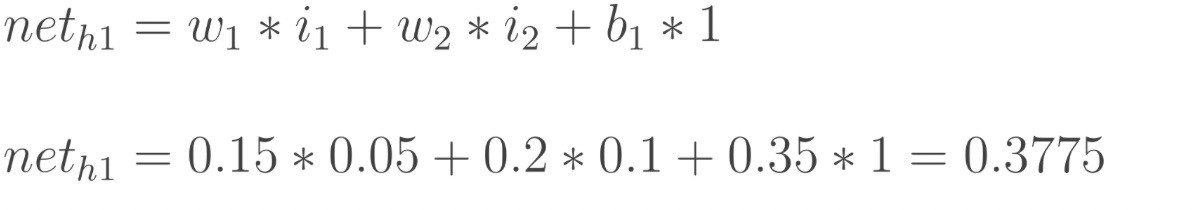 net_{h1} = w_1 * i_1 + w_2 * i_2 + b_1 * 1
net_{h1} = 0.15 * 0.05 + 0.2 * 0.1 + 0.35 * 1 = 0.3775